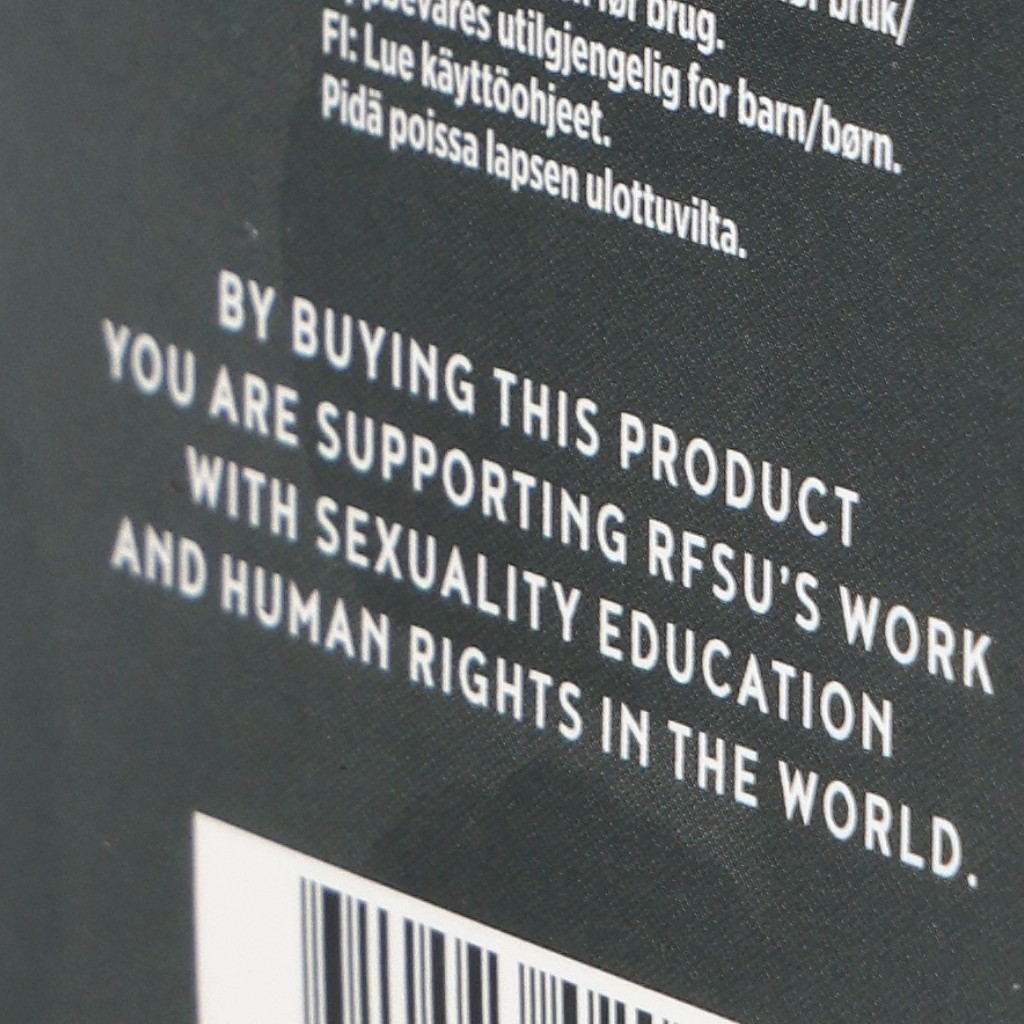 bruk/
før brug.
utilgjengelig for barn/børn.
FI: Lue käyttöohjeet.
Pidä poissa lapsen ulottuvilta.
BY BUYING THIS PRODUCT
YOU ARE SUPPORTING RFSU'S WORK
WITH SEXUALITY EDUCATION
AND HUMAN RIGHTS IN THE WORLD.